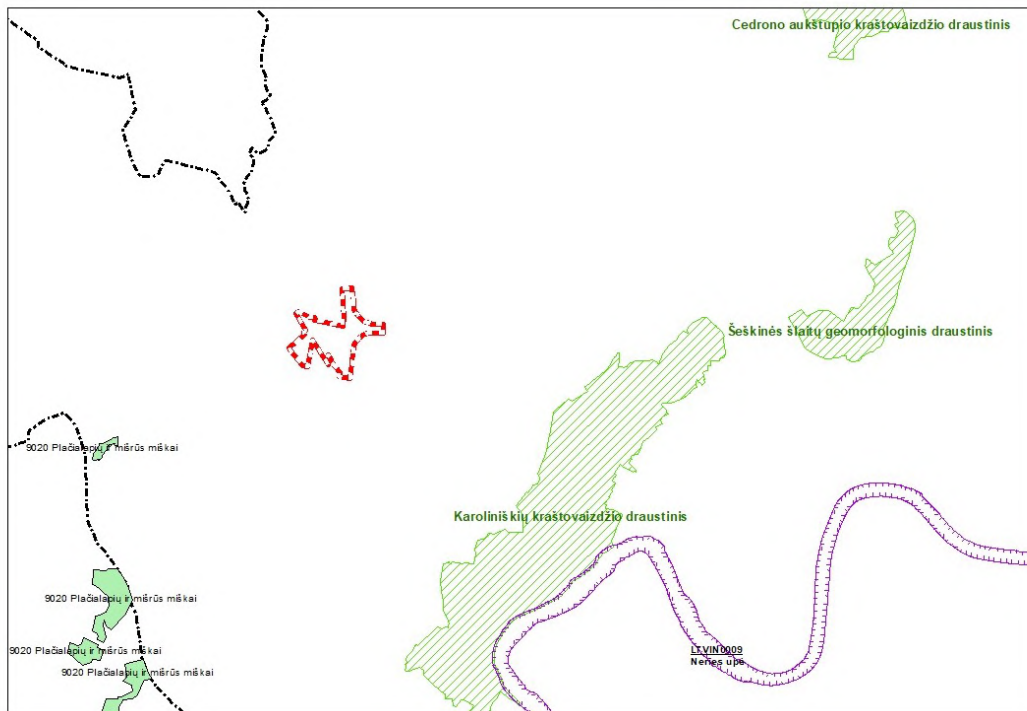 Cedrono aukštupio kraštovaizdžio draustinis
Šeškinės šlaitų geomorfologinis draustinis
9020 Plačialapių ir mišrūs miškai
Karoliniškių kraštovaizdžio draustinis
9020 Plačialapių ir mišrūs miškai
9020 Plačialapių ir mišrūs miškai
LTVIN0009
Neries upė
9020 Plačialapių ir mišrūs miškai